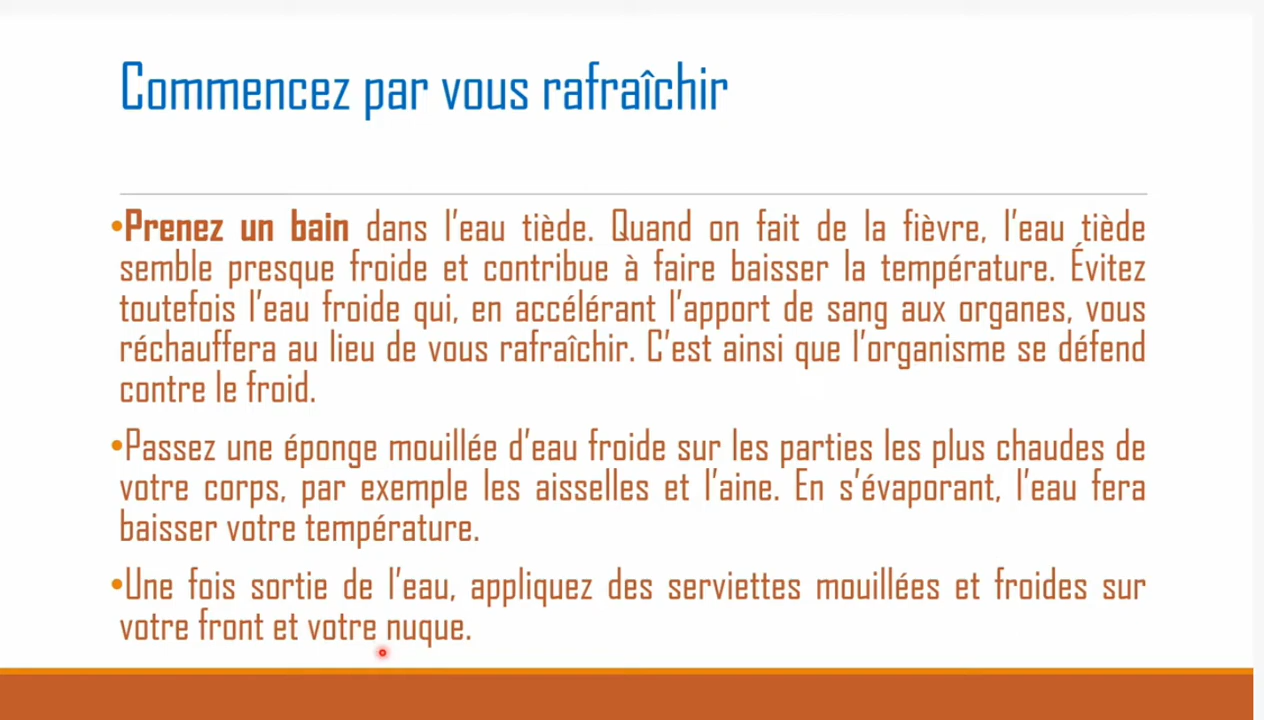 Commencez par vous rafraîchir
•Prenez un bain dans l'eau tiède. Quand on fait de la fièvre, l'eau tiède
semble presque froide et contribue à faire baisser la température. Évitez
toutefois l'eau froide qui, en accélérant l'apport de sang aux organes, vous
réchauffera au lieu de vous rafraîchir. C'est ainsi que l'organisme se défend
contre le froid.
•Passez une éponge mouillée d'eau froide sur les parties les plus chaudes de
votre corps, par exemple les aisselles et l'aine. En s'évaporant, l'eau fera
baisser votre température.
•Une fois sortie de l'eau, appliquez des serviettes mouillées et froides sur
votre front et votre nuque.